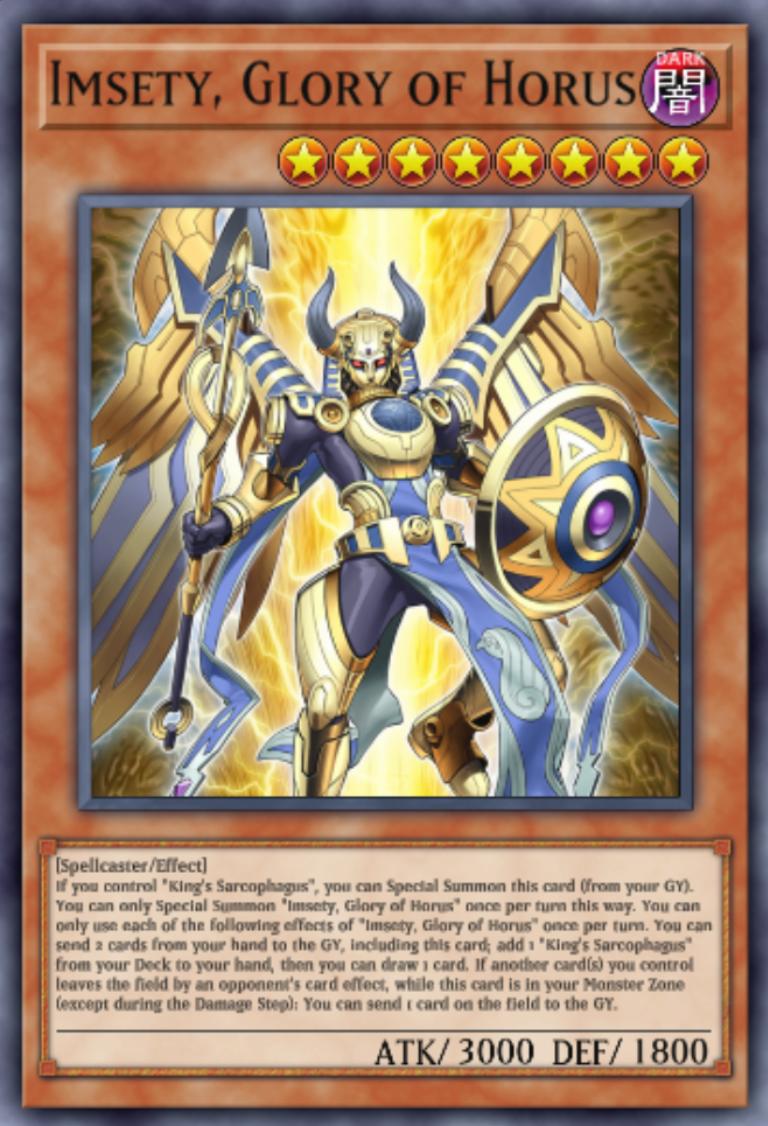 Imsety, Glory of Horus
DARK
闇
[Spellcaster/Effect]
If you control "King's Sarcophagus", you can Special Summon this card (from your GY).
You can only Special Summon "Imsety, Glory of Horus" once per turn this way. You can
only use each of the following effects of "Imsety, Glory of Horus" once per turn. You can
send 2 cards from your hand to the GY, including this card; add 1 "King's Sarcophagus"
from your Deck to your hand, then you can draw 1 card. If another card(s) you control
leaves the field by an opponent's card effect, while this card is in your Monster Zone
(except during the Damage Step): You can send 1 card on the field to the GY.
ATK/ 3000 DEF/ 1800